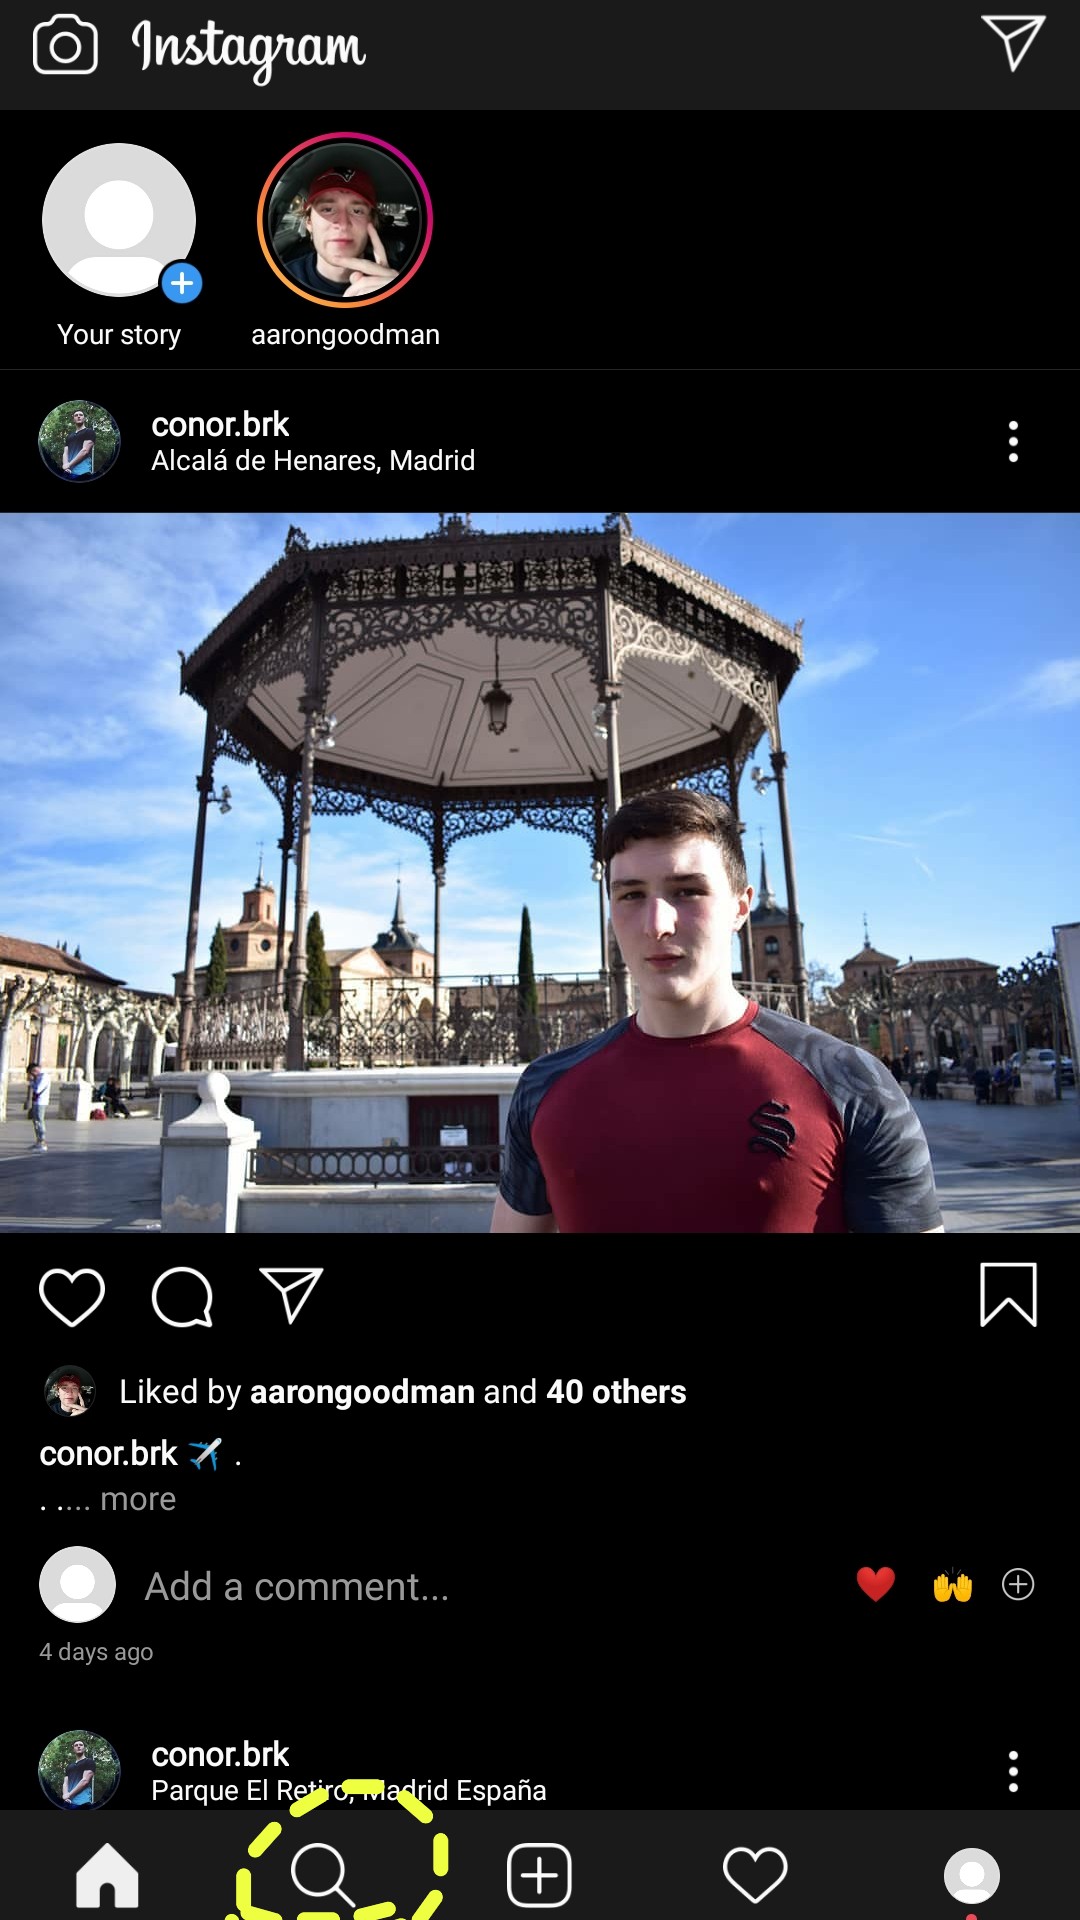 Instagram
Your story
aarongoodman
conor.brk
Alcalá de Henares, Madrid
Liked by aarongoodman and 40 others
conor.brk ✈️ .
. .... more
Add a comment...
4 days ago
conor.brk
Parque El Retiro, Madrid España